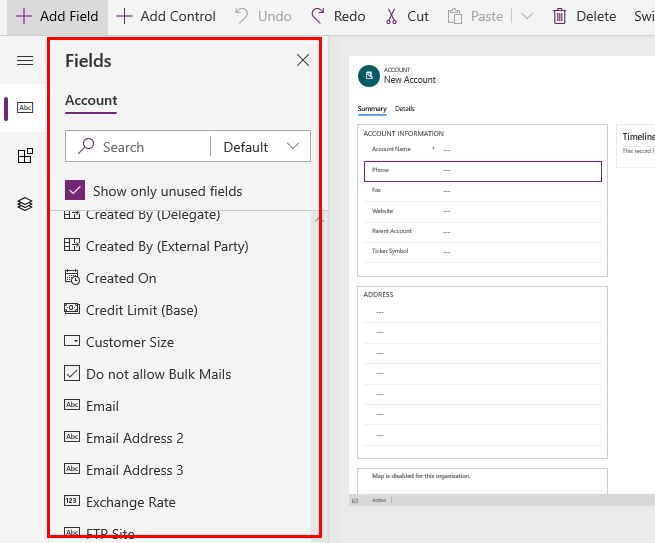 + Add Field + Add Control Undo Redo Cut Paste Delete Swi
Fields
Account
Search Default
Show only unused fields
Created By (Delegate)
Created By (External Party)
Created On
Credit Limit (Base)
Customer Size
Do not allow Bulk Mails
Abc Email
Abc Email Address 2
Abc Email Address 3
123 Exchange Rate
Abc FTP Site
Abc
ACCOUNT
New Account
Summary Details
ACCOUNT INFORMATION
Account Name * ---
Phone ---
Fax ---
Website ---
Parent Account ---
Ticker Symbol ---
ADDRESS
---
---
---
---
---
---
---
Map is disabled for this organization.
Active
Timeline
This record h